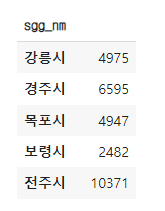 sgg_nm
강릉시 4975
경주시 6595
목포시 4947
보령시 2482
전주시 10371